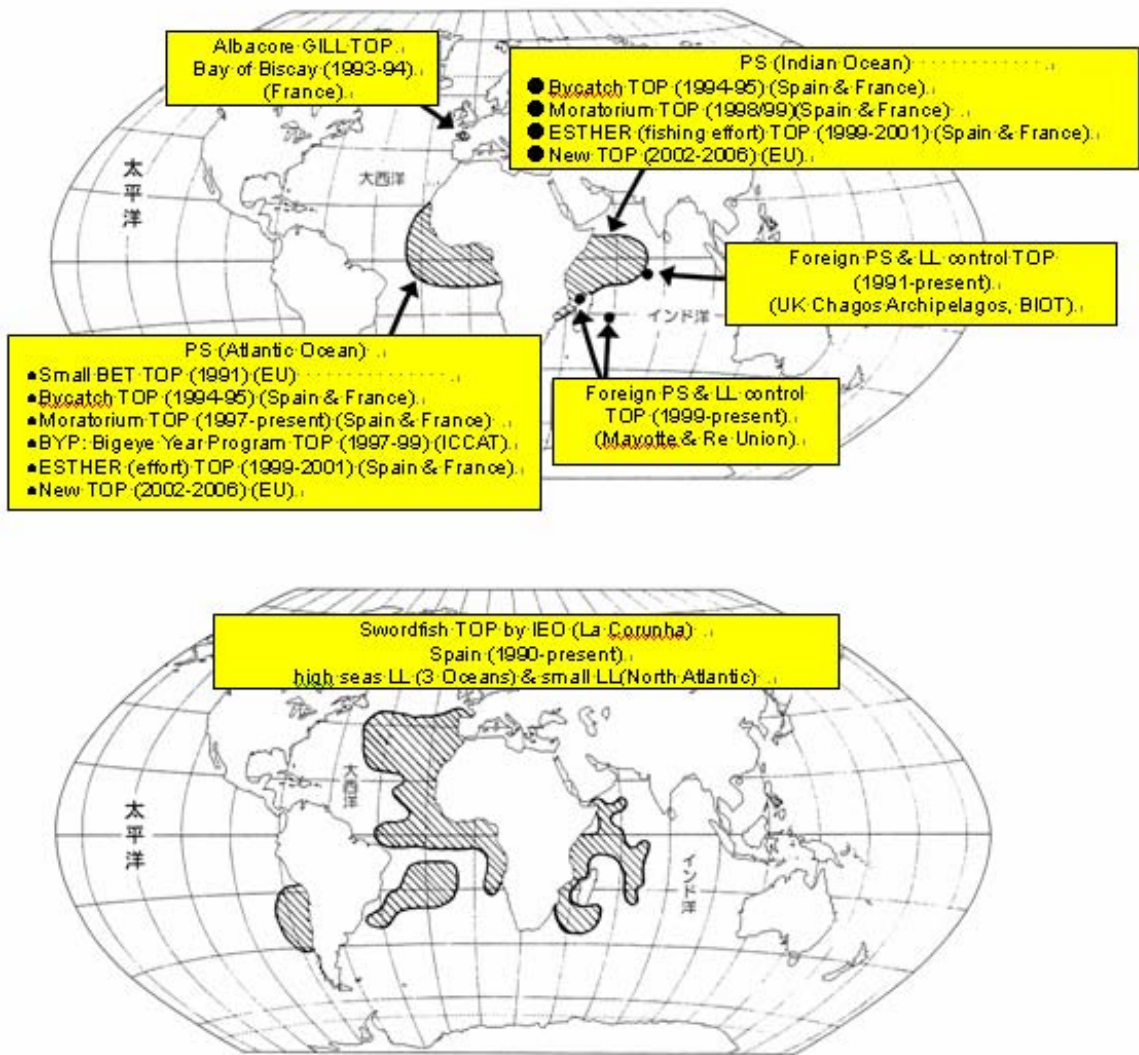 Albacore GILL TOP
Bay of Biscay (1993-94)
(France)
PS (Indian Ocean)
● Bycatch TOP (1994-95) (Spain & France)
● Moratorium TOP (1998/99)(Spain & France)
● ESTHER (fishing effort) TOP (1999-2001) (Spain & France)
● New TOP (2002-2006) (EU)
太平洋
大西洋
Foreign PS & LL control TOP
(1991-present)
(UK Chagos Archipelagos, BIOT)
インド洋
PS (Atlantic Ocean)
● Small BET TOP (1991) (EU)
● Bycatch TOP (1994-95) (Spain & France)
● Moratorium TOP (1997-present) (Spain & France)
● BYP: Bigeye Year Program TOP (1997-99) (ICCAT)
● ESTHER (effort) TOP (1999-2001) (Spain & France)
● New TOP (2002-2006) (EU)
Foreign PS & LL control
TOP (1999-present)
(Mayotte & Re Union)
Swordfish TOP by IEO (La Corunha)
Spain (1990-present)
high seas LL (3 Oceans) & small LL(North Atlantic)
大西洋
太平洋
インド洋